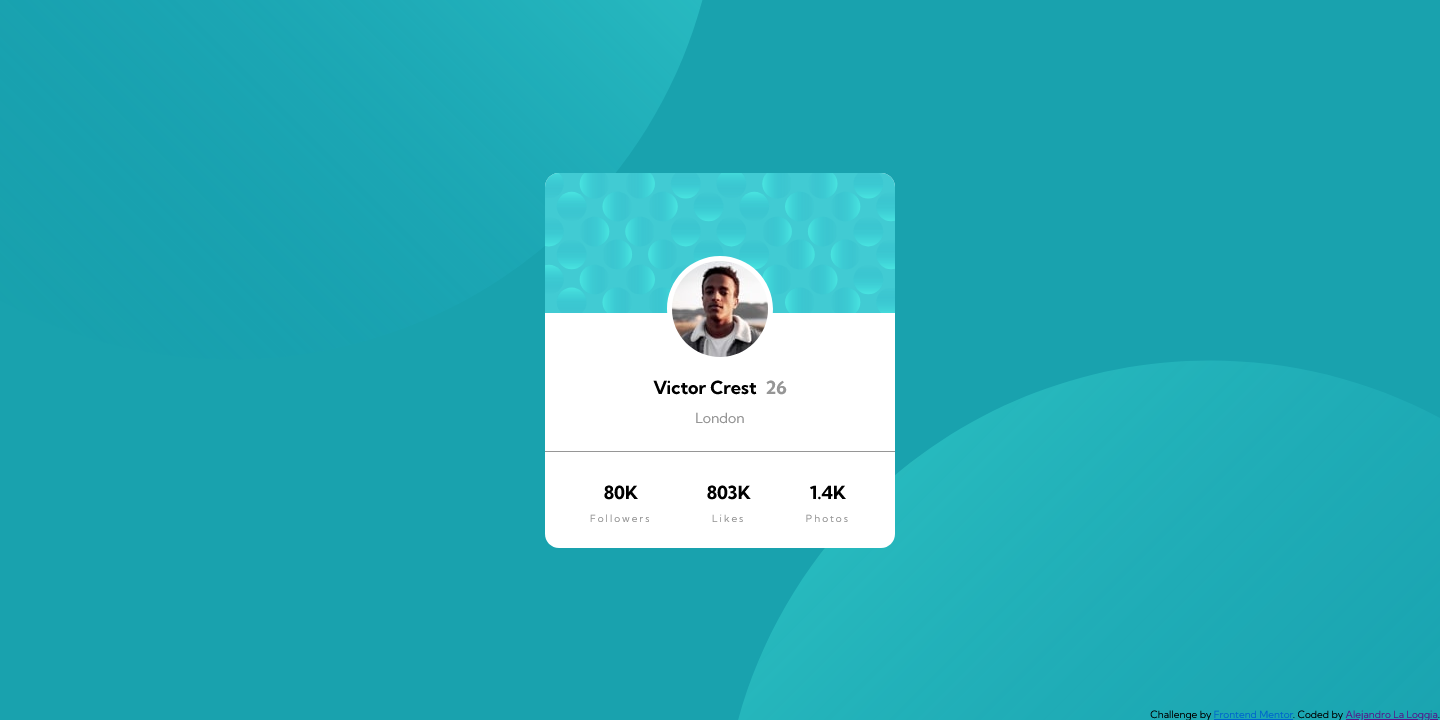 Victor Crest 26
London
80K 803K 1.4K
Followers Likes Photos
Challenge by Frontend Mentor. Coded by Alejandro La Loggia.